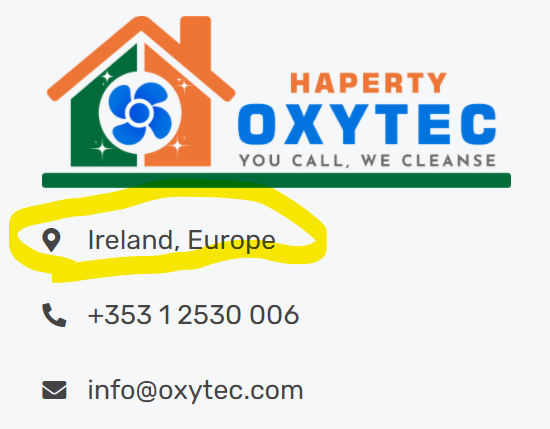 HAPERTY
OXYTEC
YOU CALL, WE CLEANSE
Ireland, Europe
+353 1 2530 006
info@oxytec.com